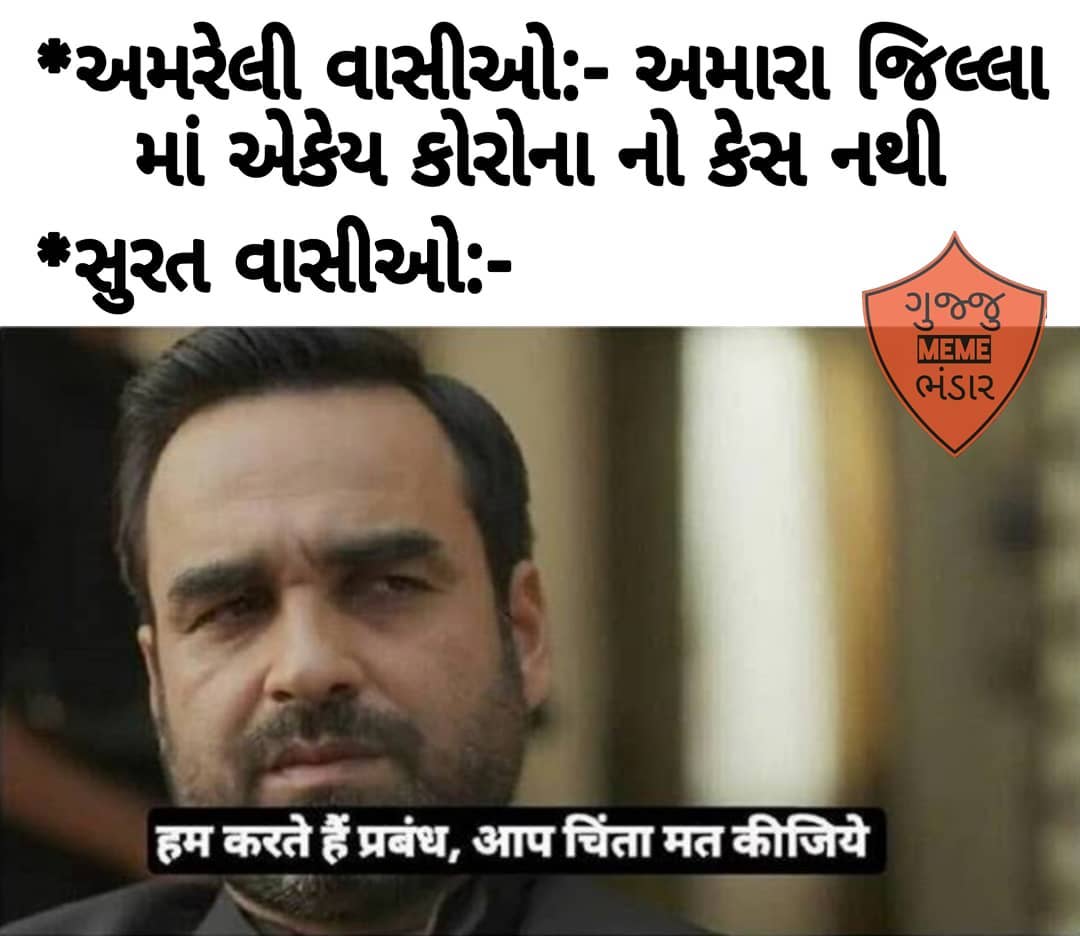 *અમરેલી વાસીઓ:- અમારા જિલ્લા
માં એકેય કોરોના નો કેસ નથી
*સુરત વાસીઓ:-
ગુજ્જુ
MEME
ભંડાર
हम करते हैं प्रबंध, आप चिंता मत कीजिये